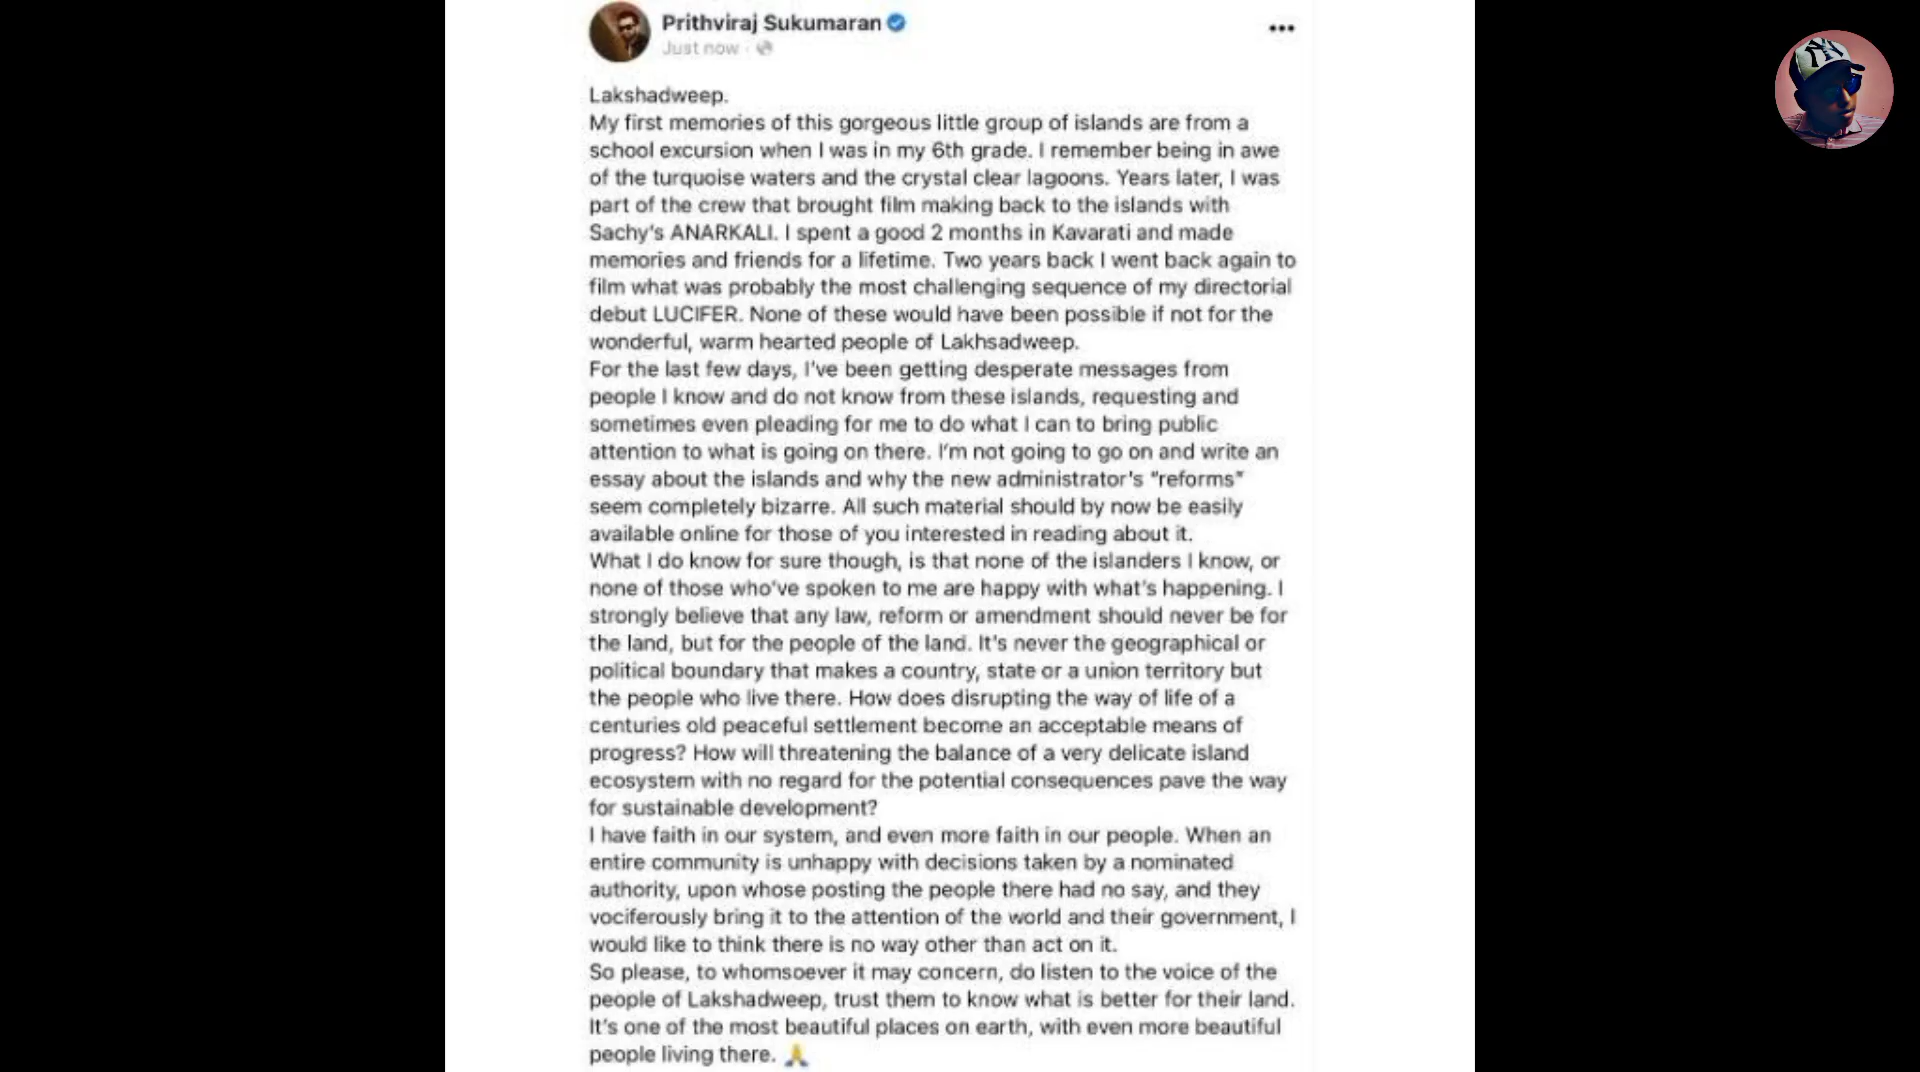 Prithviraj Sukumaran
Just now ·
Lakshadweep.
My first memories of this gorgeous little group of islands are from a
school excursion when I was in my 6th grade. I remember being in awe
of the turquoise waters and the crystal clear lagoons. Years later, I was
part of the crew that brought film making back to the islands with
Sachy's ANARKALI. I spent a good 2 months in Kavarati and made
memories and friends for a lifetime. Two years back I went back again to
film what was probably the most challenging sequence of my directorial
debut LUCIFER. None of these would have been possible if not for the
wonderful, warm hearted people of Lakhsadweep.
For the last few days, I've been getting desperate messages from
people I know and do not know from these islands, requesting and
sometimes even pleading for me to do what I can to bring public
attention to what is going on there. I'm not going to go on and write an
essay about the islands and why the new administrator's "reforms"
seem completely bizarre. All such material should by now be easily
available online for those of you interested in reading about it.
What I do know for sure though, is that none of the islanders I know, or
none of those who've spoken to me are happy with what's happening. I
strongly believe that any law, reform or amendment should never be for
the land, but for the people of the land. It's never the geographical or
political boundary that makes a country, state or a union territory but
the people who live there. How does disrupting the way of life of a
centuries old peaceful settlement become an acceptable means of
progress? How will threatening the balance of a very delicate island
ecosystem with no regard for the potential consequences pave the way
for sustainable development?
I have faith in our system, and even more faith in our people. When an
entire community is unhappy with decisions taken by a nominated
authority, upon whose posting the people there had no say, and they
vociferously bring it to the attention of the world and their government, I
would like to think there is no way other than act on it.
So please, to whomsoever it may concern, do listen to the voice of the
people of Lakshadweep, trust them to know what is better for their land.
It's one of the most beautiful places on earth, with even more beautiful
people living there. 🙏
NY